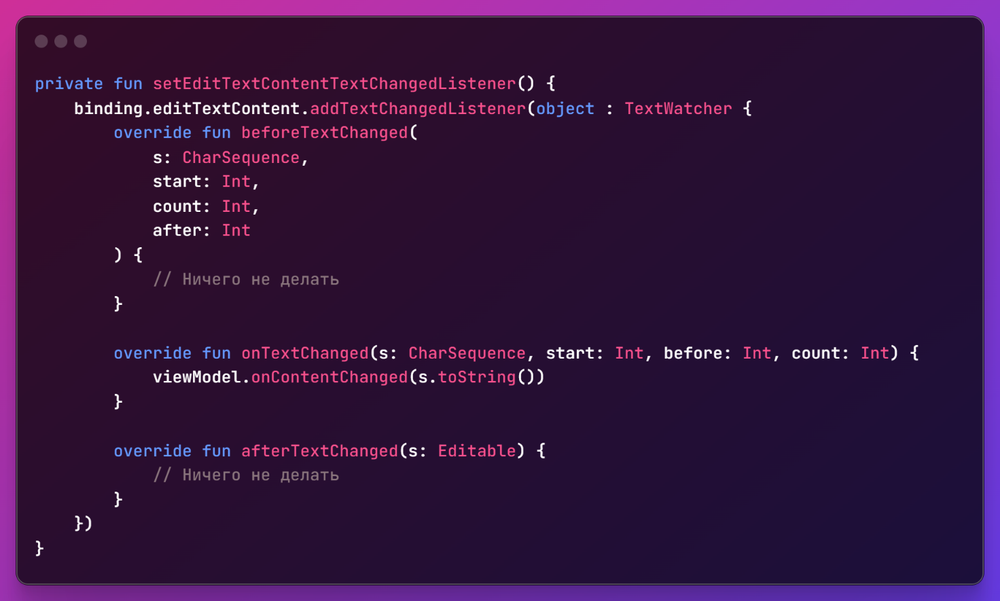 private fun setEditTextContentTextChangedListener() {
    binding.editTextContent.addTextChangedListener(object : TextWatcher {
        override fun beforeTextChanged(
            s: CharSequence,
            start: Int,
            count: Int,
            after: Int
        ) {
            // Ничего не делать
        }

        override fun onTextChanged(s: CharSequence, start: Int, before: Int, count: Int) {
            viewModel.onContentChanged(s.toString())
        }

        override fun afterTextChanged(s: Editable) {
            // Ничего не делать
        }
    })
}